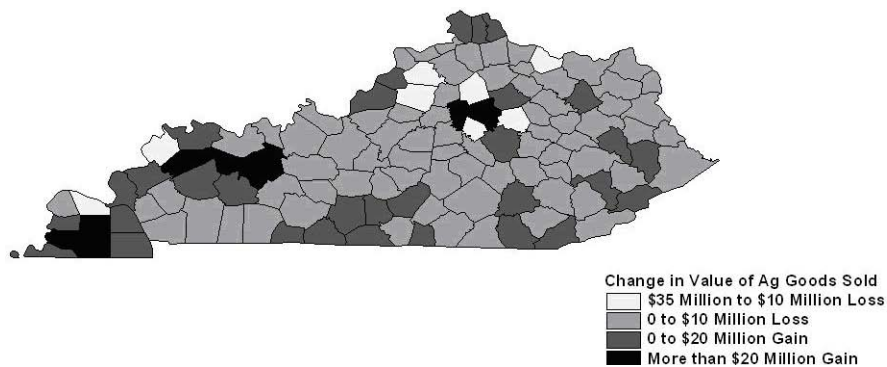 Change in Value of Ag Goods Sold
$35 Million to $10 Million Loss
0 to $10 Million Loss
0 to $20 Million Gain
More than $20 Million Gain